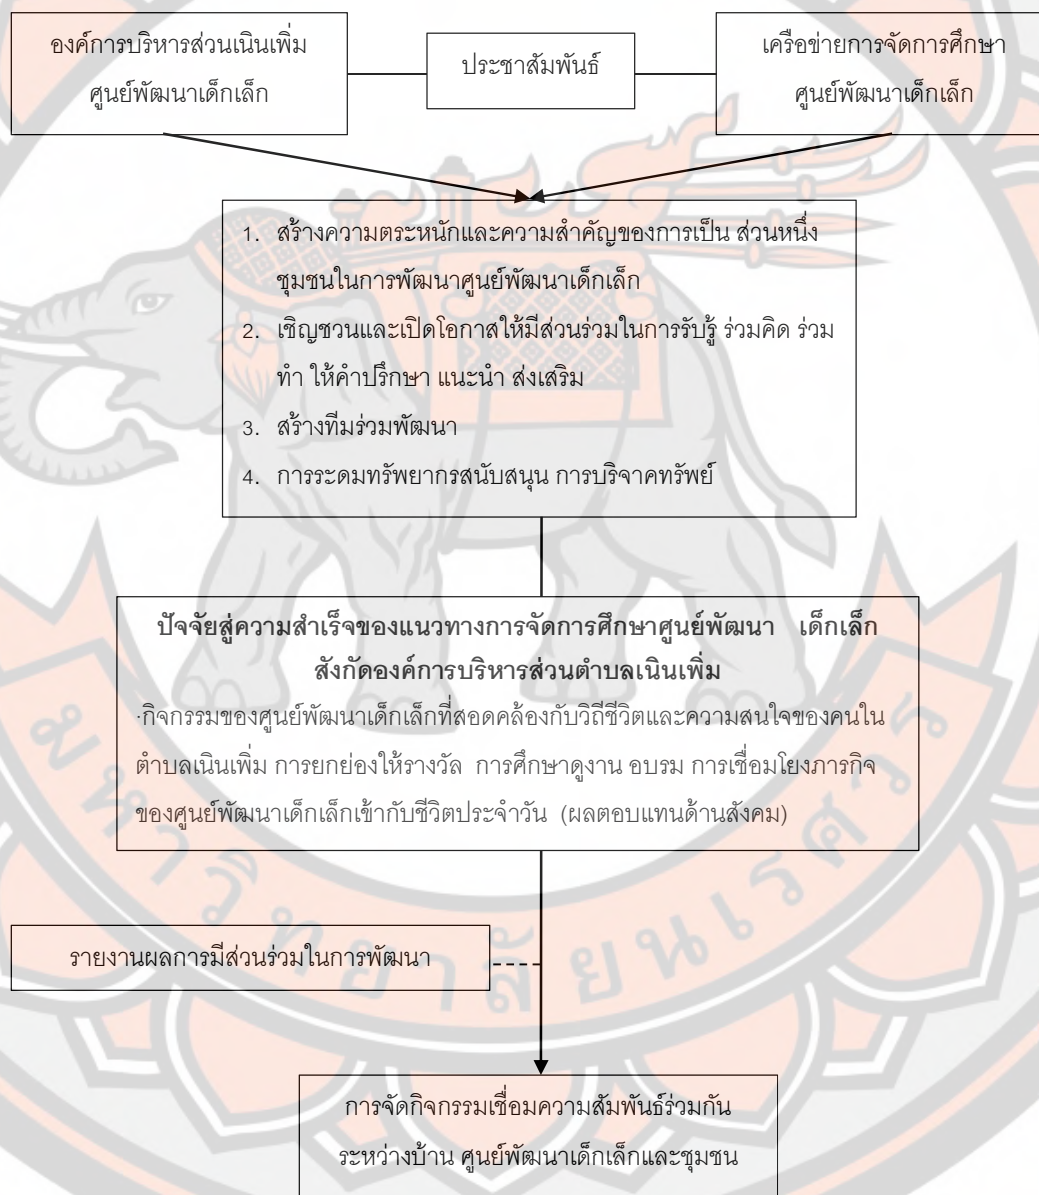 องค์การบริหารส่วนเนินเพิ่ม
ศูนย์พัฒนาเด็กเล็ก
ประชาสัมพันธ์
เครือข่ายการจัดการศึกษา
ศูนย์พัฒนาเด็กเล็ก
1. สร้างความตระหนักและความสำคัญของการเป็น ส่วนหนึ่ง
ชุมชนในการพัฒนาศูนย์พัฒนาเด็กเล็ก
2. เชิญชวนและเปิดโอกาสให้มีส่วนร่วมในการรับรู้ ร่วมคิด ร่วม
ทำ ให้คำปรึกษา แนะนำ ส่งเสริม
3. สร้างทีมร่วมพัฒนา
4. การระดมทรัพยากรสนับสนุน การบริจาคทรัพย์
ปัจจัยสู่ความสำเร็จของแนวทางการจัดการศึกษาศูนย์พัฒนา เด็กเล็ก
สังกัดองค์การบริหารส่วนตำบลเนินเพิ่ม
·กิจกรรมของศูนย์พัฒนาเด็กเล็กที่สอดคล้องกับวิถีชีวิตและความสนใจของคนใน
ตำบลเนินเพิ่ม การยกย่องให้รางวัล การศึกษาดูงาน อบรม การเชื่อมโยงภารกิจ
ของศูนย์พัฒนาเด็กเล็กเข้ากับชีวิตประจำวัน (ผลตอบแทนด้านสังคม)
รายงานผลการมีส่วนร่วมในการพัฒนา
การจัดกิจกรรมเชื่อมความสัมพันธ์ร่วมกัน
ระหว่างบ้าน ศูนย์พัฒนาเด็กเล็กและชุมชน
มหาวิทยาลัยนเรศวร